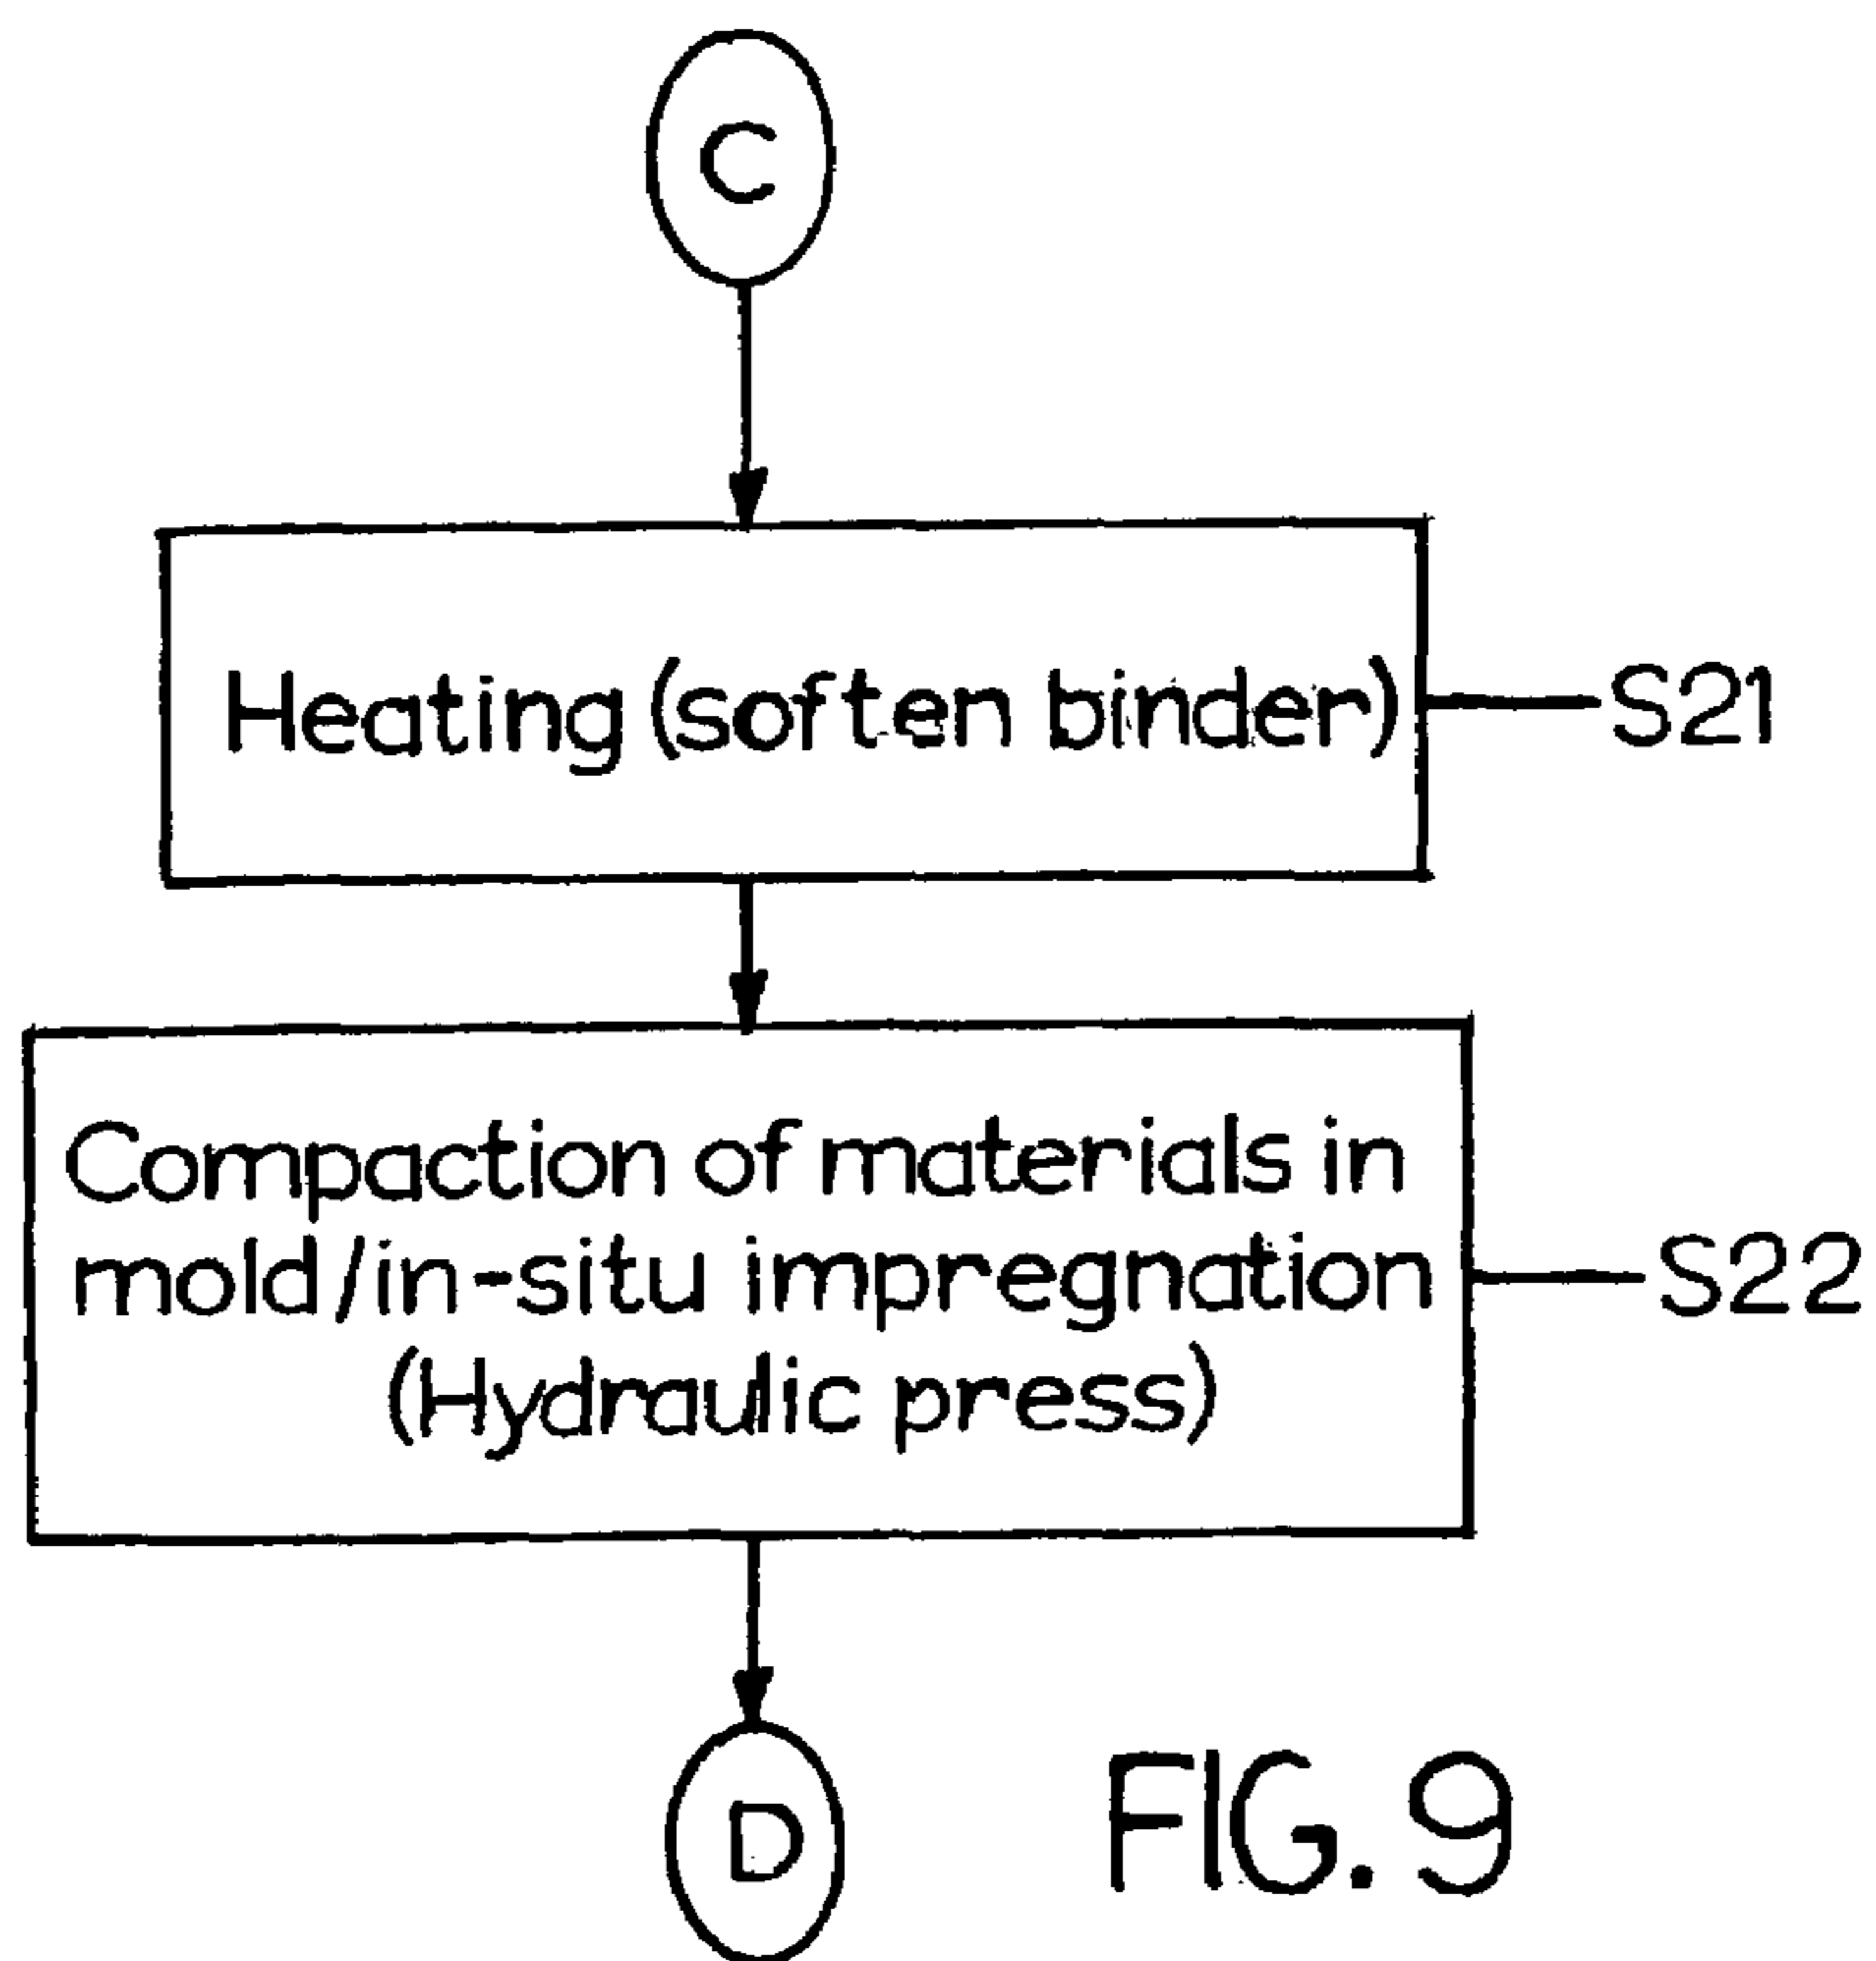 C
Heating (soften binder)
S21
Compaction of materials in
mold/in-situ impregnation
(Hydraulic press)
S22
D
FIG. 9